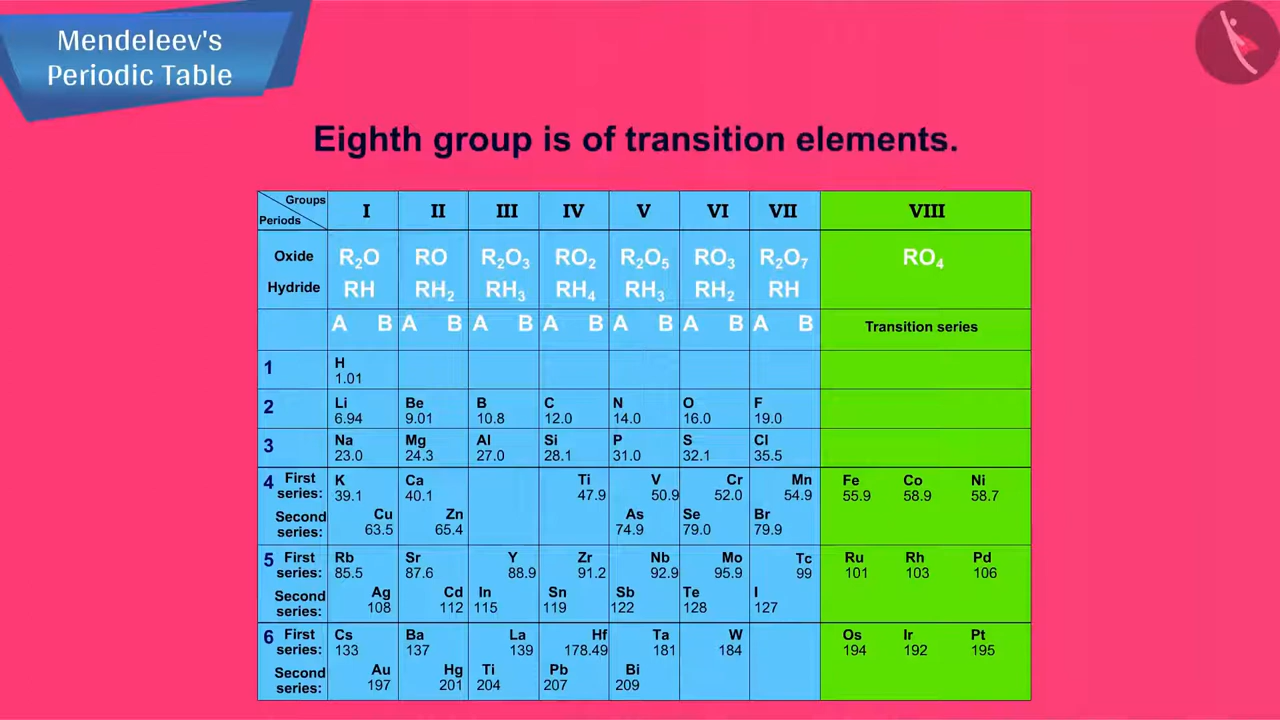 Mendeleev's
Periodic Table
Eighth group is of transition elements.
Groups
Periods
I II III IV V VI VII VIII
Oxide R₂O RO R₂O₃ RO₂ R₂O₅ RO₃ R₂O₇ RO₄
Hydride RH RH₂ RH₃ RH₄ RH₃ RH₂ RH
A B A B A B A B A B A B A B Transition series
1 H
1.01
2 Li Be B C N O F
6.94 9.01 10.8 12.0 14.0 16.0 19.0
3 Na Mg Al Si P S Cl
23.0 24.3 27.0 28.1 31.0 32.1 35.5
4 First K Ca Ti V Cr Mn Fe Co Ni
series: 39.1 40.1 47.9 50.9 52.0 54.9 55.9 58.9 58.7
Second Cu Zn As Se Br
series: 63.5 65.4 74.9 79.0 79.9
5 First Rb Sr Y Zr Nb Mo Tc Ru Rh Pd
series: 85.5 87.6 88.9 91.2 92.9 95.9 99 101 103 106
Second Ag Cd In Sn Sb Te I
series: 108 112 115 119 122 128 127
6 First Cs Ba La Hf Ta W Os Ir Pt
series: 133 137 139 178.49 181 184 194 192 195
Second Au Hg Ti Pb Bi
series: 197 201 204 207 209